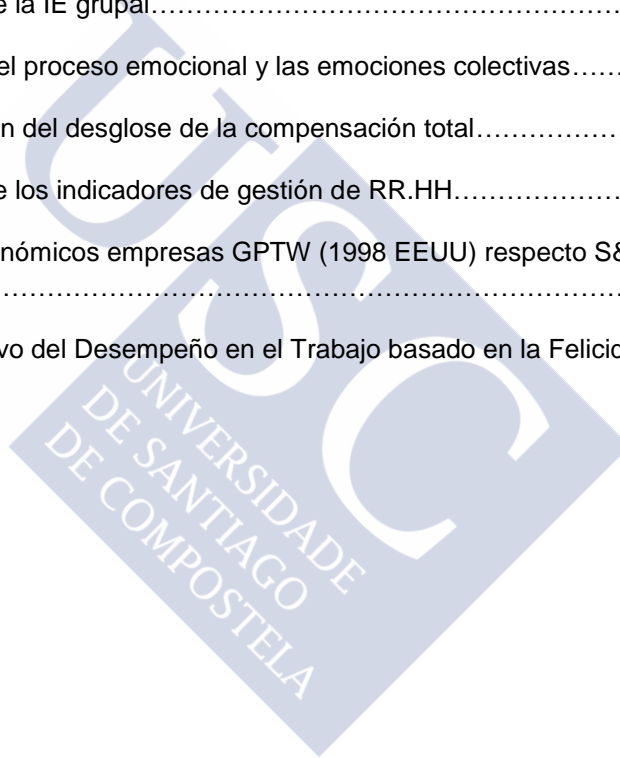 e la IE grupal……………………………………………………
el proceso emocional y las emociones colectivas……
n del desglose de la compensación total………………
e los indicadores de gestión de RR.HH…………………
nómicos empresas GPTW (1998 EEUU) respecto S&
………………………………………………………………………
vo del Desempeño en el Trabajo basado en la Felicid
USC
UNIVERSIDADE
DE SANTIAGO
DE COMPOSTELA